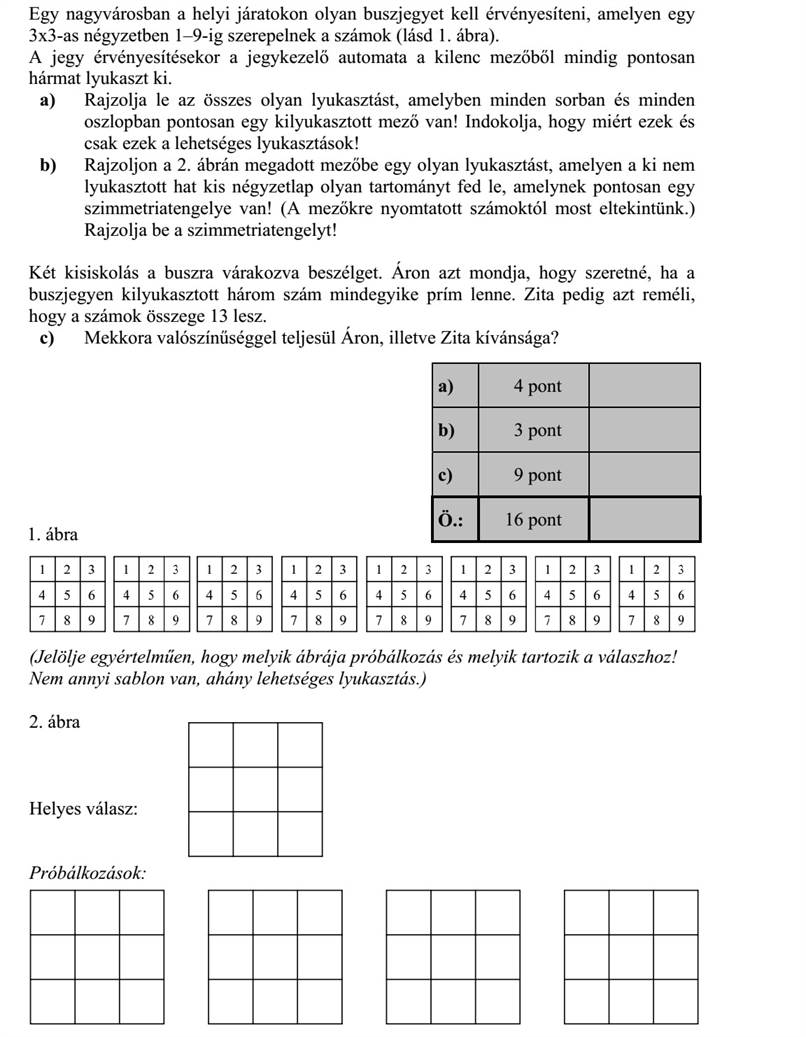 Egy nagyvárosban a helyi járatokon olyan buszjegyet kell érvényesíteni, amelyen egy
3x3-as négyzetben 1–9-ig szerepelnek a számok (lásd 1. ábra).
A jegy érvényesítésekor a jegykezelő automata a kilenc mezőből mindig pontosan
hármat lyukaszt ki.
a) Rajzolja le az összes olyan lyukasztást, amelyben minden sorban és minden
oszlopban pontosan egy kilyukasztott mező van! Indokolja, hogy miért ezek és
csak ezek a lehetséges lyukasztások!
b) Rajzoljon a 2. ábrán megadott mezőbe egy olyan lyukasztást, amelyen a ki nem
lyukasztott hat kis négyzetlap olyan tartományt fed le, amelynek pontosan egy
szimmetriatengelye van! (A mezőkre nyomtatott számoktól most eltekintünk.)
Rajzolja be a szimmetriatengelyt!
Két kisiskolás a buszra várakozva beszélget. Áron azt mondja, hogy szeretné, ha a
buszjegyen kilyukasztott három szám mindegyike prím lenne. Zita pedig azt reméli,
hogy a számok összege 13 lesz.
c) Mekkora valószínűséggel teljesül Áron, illetve Zita kívánsága?
a) 4 pont
b) 3 pont
c) 9 pont
Ö.: 16 pont
1. ábra
1 2 3 1 2 3 1 2 3 1 2 3 1 2 3 1 2 3 1 2 3 1 2 3
4 5 6 4 5 6 4 5 6 4 5 6 4 5 6 4 5 6 4 5 6 4 5 6
7 8 9 7 8 9 7 8 9 7 8 9 7 8 9 7 8 9 7 8 9 7 8 9
(Jelölje egyértelműen, hogy melyik ábrája próbálkozás és melyik tartozik a válaszhoz!
Nem annyi sablon van, ahány lehetséges lyukasztás.)
2. ábra
Helyes válasz:
Próbálkozások: